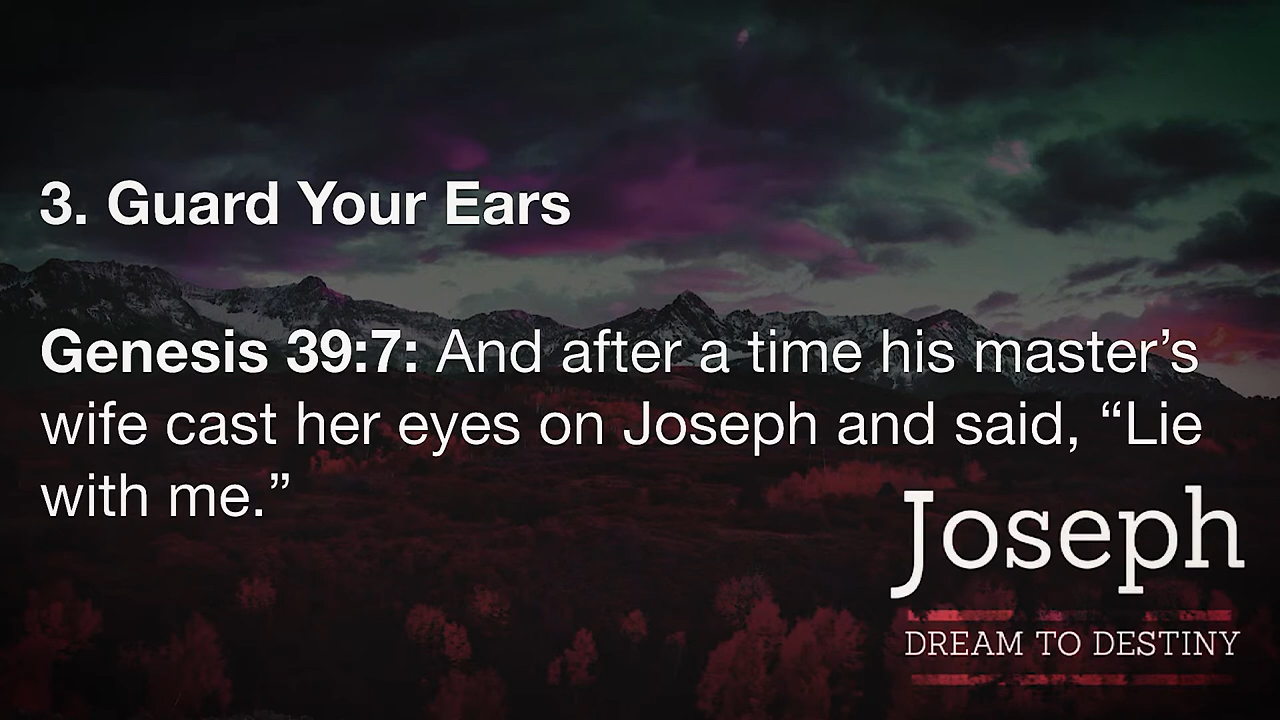 3. Guard Your Ears
Genesis 39:7: And after a time his master’s
wife cast her eyes on Joseph and said, “Lie
with me.”
Joseph
DREAM TO DESTINY